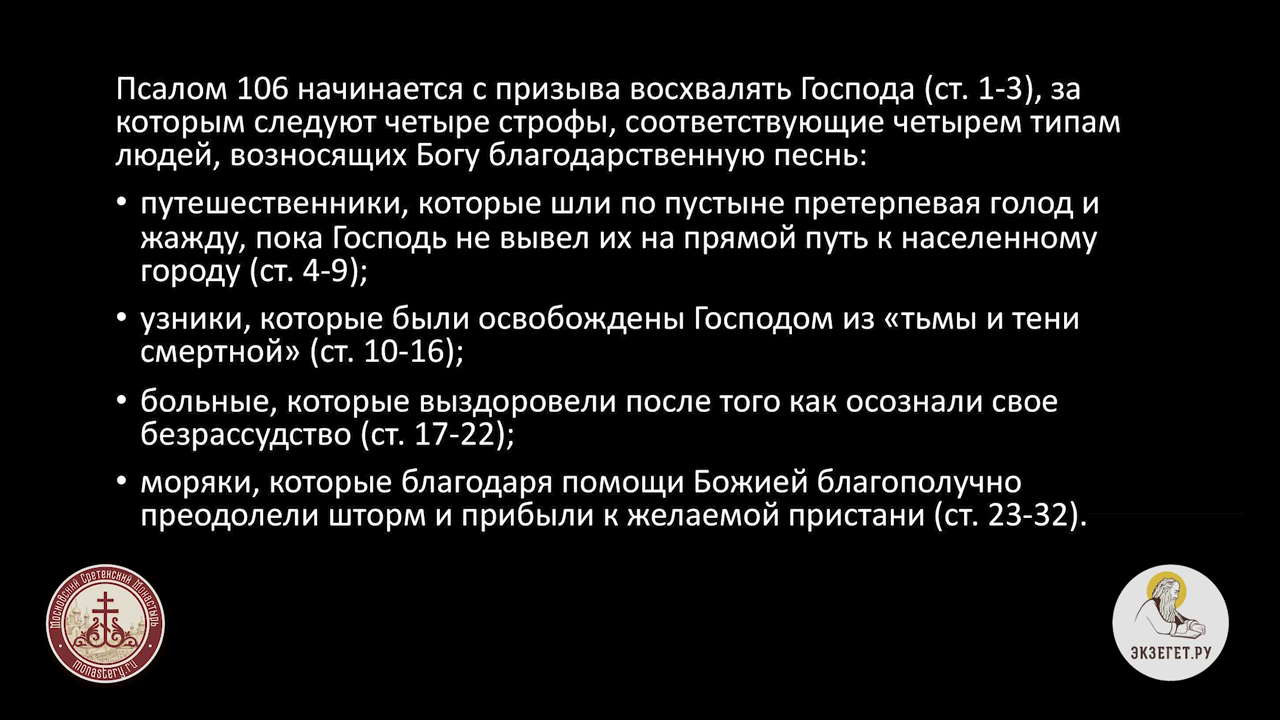 Псалом 106 начинается с призыва восхвалять Господа (ст. 1-3), за
которым следуют четыре строфы, соответствующие четырем типам
людей, возносящих Богу благодарственную песнь:
• путешественники, которые шли по пустыне претерпевая голод и
жажду, пока Господь не вывел их на прямой путь к населенному
городу (ст. 4-9);
• узники, которые были освобождены Господом из «тьмы и тени
смертной» (ст. 10-16);
• больные, которые выздоровели после того как осознали свое
безрассудство (ст. 17-22);
• моряки, которые благодаря помощи Божией благополучно
преодолели шторм и прибыли к желаемой пристани (ст. 23-32).
Московский Сретенский Монастырь
monastery.ru
ЭКЗЕГЕТ.РУ